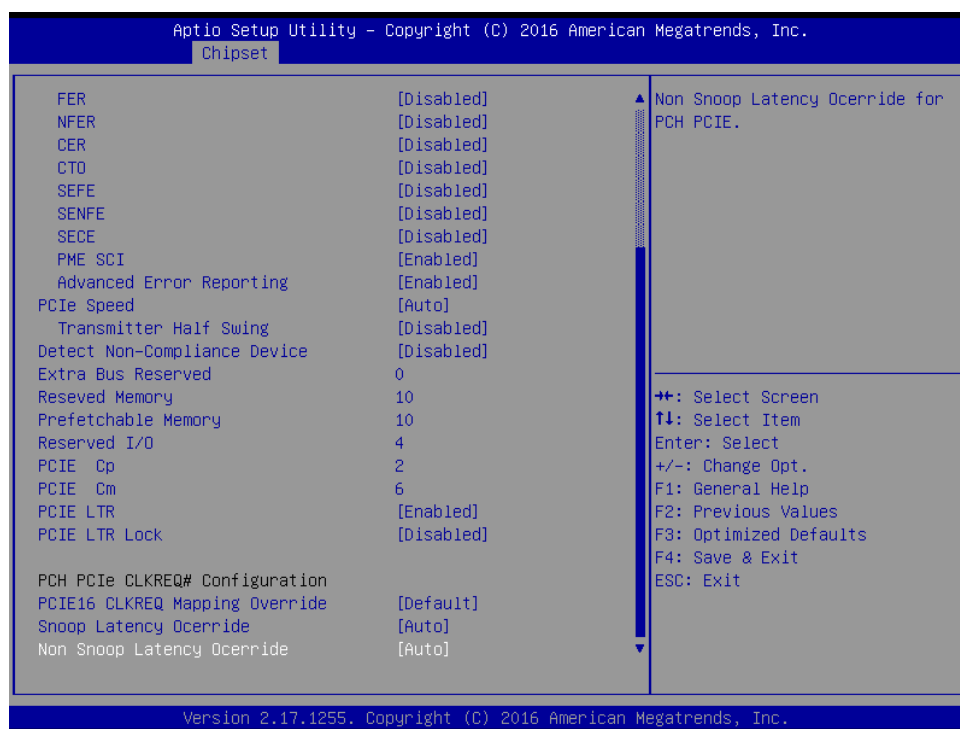 Aptio Setup Utility – Copyright (C) 2016 American Megatrends, Inc.
Chipset
FER [Disabled]
NFER [Disabled]
CER [Disabled]
CTO [Disabled]
SEFE [Disabled]
SENFE [Disabled]
SECE [Disabled]
PME SCI [Enabled]
Advanced Error Reporting [Enabled]
PCIe Speed [Auto]
Transmitter Half Swing [Disabled]
Detect Non-Compliance Device [Disabled]
Extra Bus Reserved 0
Reseved Memory 10
Prefetchable Memory 10
Reserved I/O 4
PCIE Cp 2
PCIE Cm 6
PCIE LTR [Enabled]
PCIE LTR Lock [Disabled]
PCH PCIe CLKREQ# Configuration
PCIE16 CLKREQ Mapping Override [Default]
Snoop Latency Ocerride [Auto]
Non Snoop Latency Ocerride [Auto]
Non Snoop Latency Ocerride for
PCH PCIE.
→←: Select Screen
↑↓: Select Item
Enter: Select
+/-: Change Opt.
F1: General Help
F2: Previous Values
F3: Optimized Defaults
F4: Save & Exit
ESC: Exit
Version 2.17.1255. Copyright (C) 2016 American Megatrends, Inc.